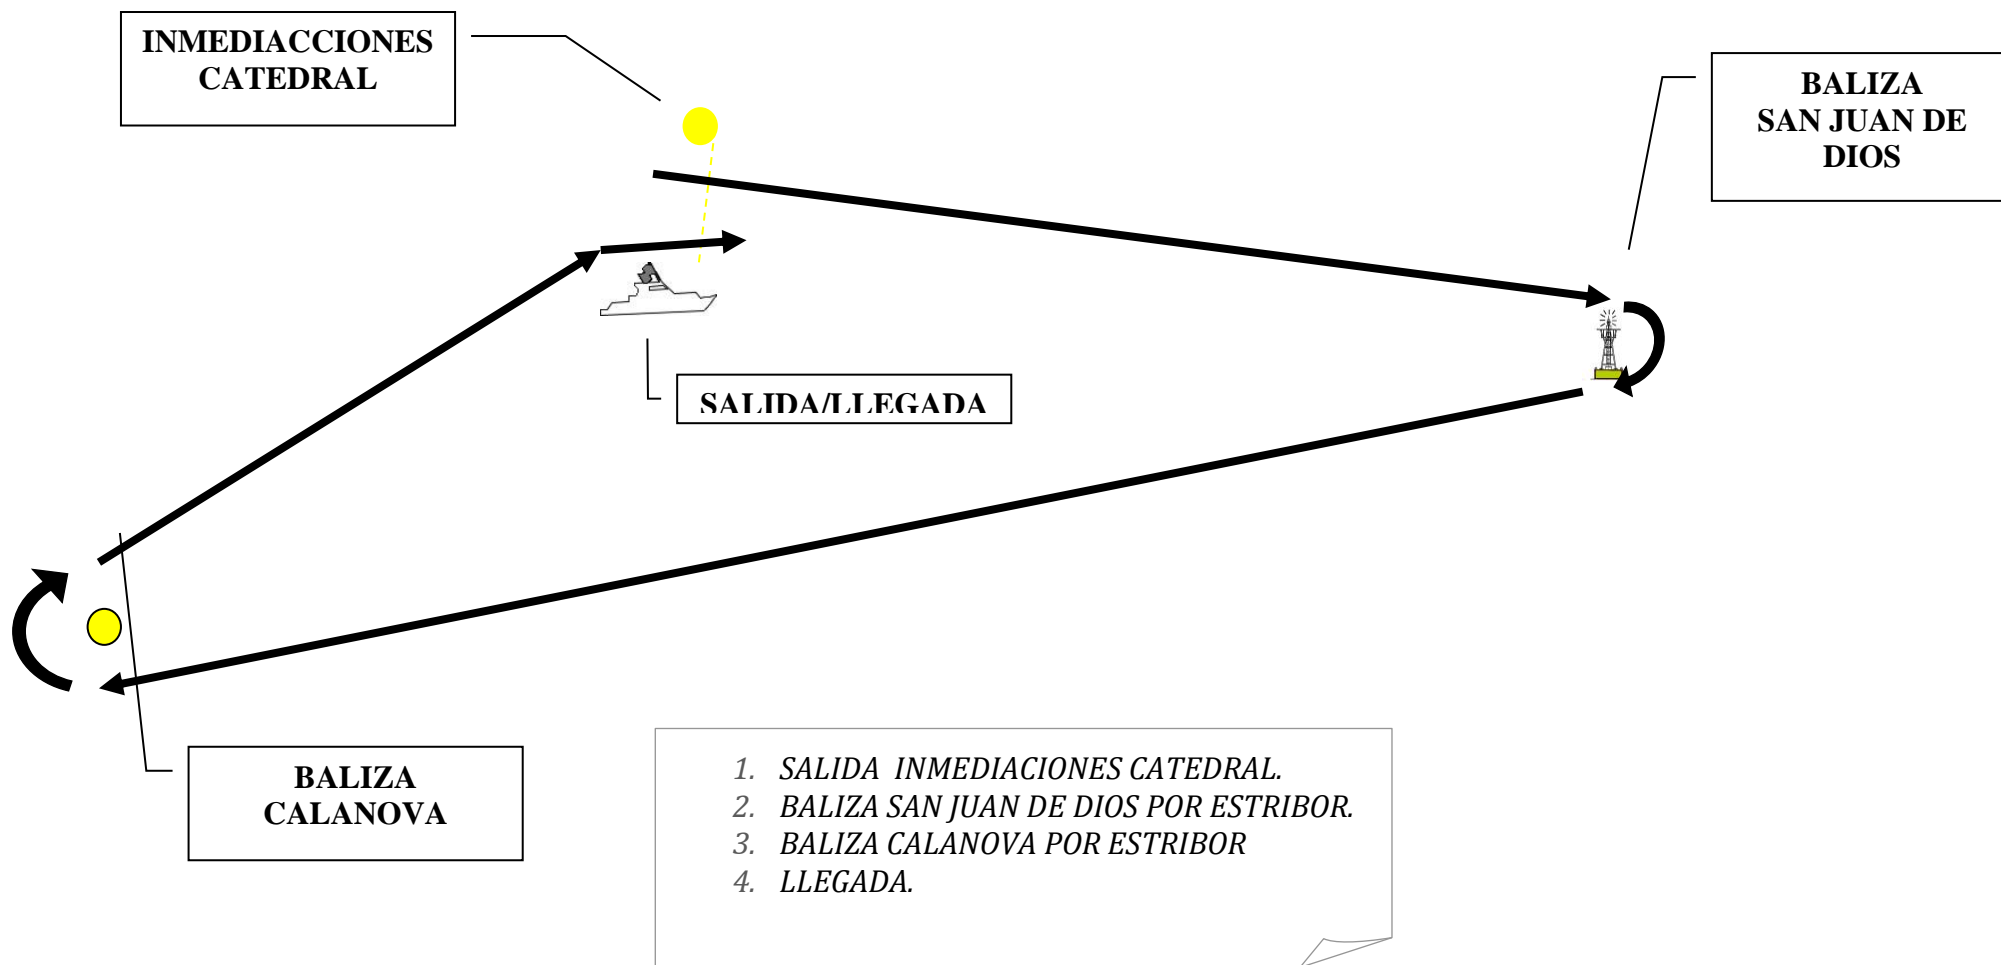 INMEDIACCIONES
CATEDRAL
BALIZA
SAN JUAN DE
DIOS
SALIDA/LLEGADA
BALIZA
CALANOVA
1. SALIDA INMEDIACIONES CATEDRAL.
2. BALIZA SAN JUAN DE DIOS POR ESTRIBOR.
3. BALIZA CALANOVA POR ESTRIBOR
4. LLEGADA.